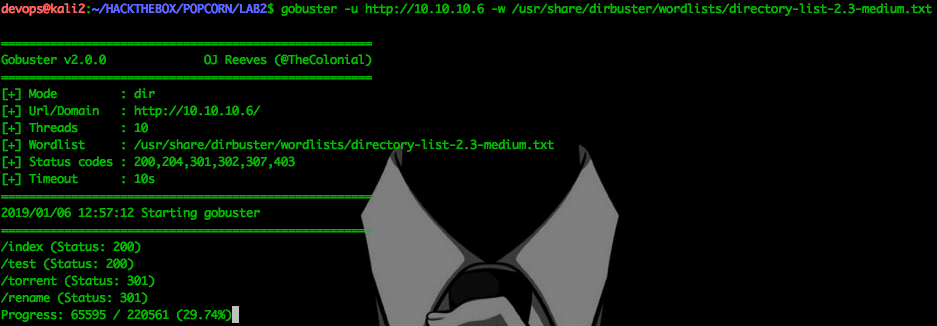 devops@kali2:~/HACKTHEBOX/POPCORN/LAB2$ gobuster -u http://10.10.10.6 -w /usr/share/dirbuster/wordlists/directory-list-2.3-medium.txt
=====================================================
Gobuster v2.0.0              OJ Reeves (@TheColonial)
=====================================================
[+] Mode         : dir
[+] Url/Domain   : http://10.10.10.6/
[+] Threads      : 10
[+] Wordlist     : /usr/share/dirbuster/wordlists/directory-list-2.3-medium.txt
[+] Status codes : 200,204,301,302,307,403
[+] Timeout      : 10s
=====================================================
2019/01/06 12:57:12 Starting gobuster
=====================================================
/index (Status: 200)
/test (Status: 200)
/torrent (Status: 301)
/rename (Status: 301)
Progress: 65595 / 220561 (29.74%)